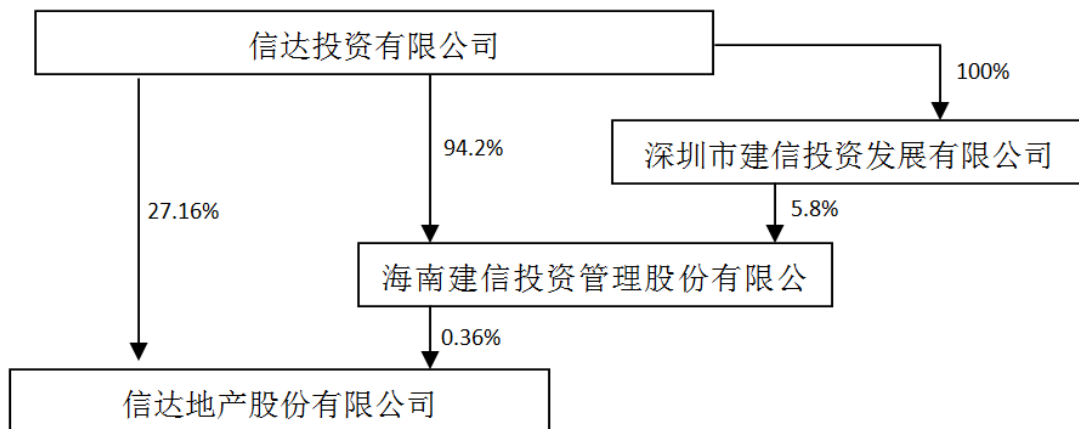 信达投资有限公司
100%
深圳市建信投资发展有限公司
94.2%
27.16%
5.8%
海南建信投资管理股份有限公
0.36%
信达地产股份有限公司